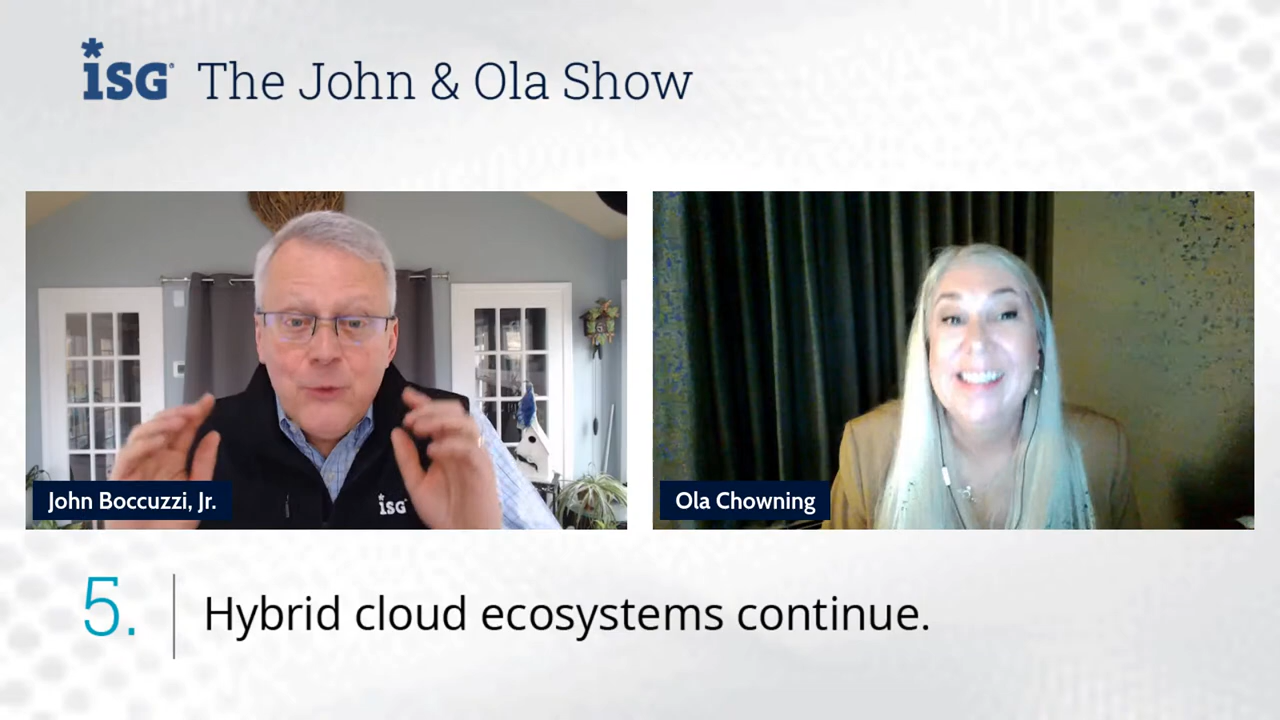 *ISG® The John & Ola Show
*ISG
John Boccuzzi, Jr.
Ola Chowning
5. Hybrid cloud ecosystems continue.